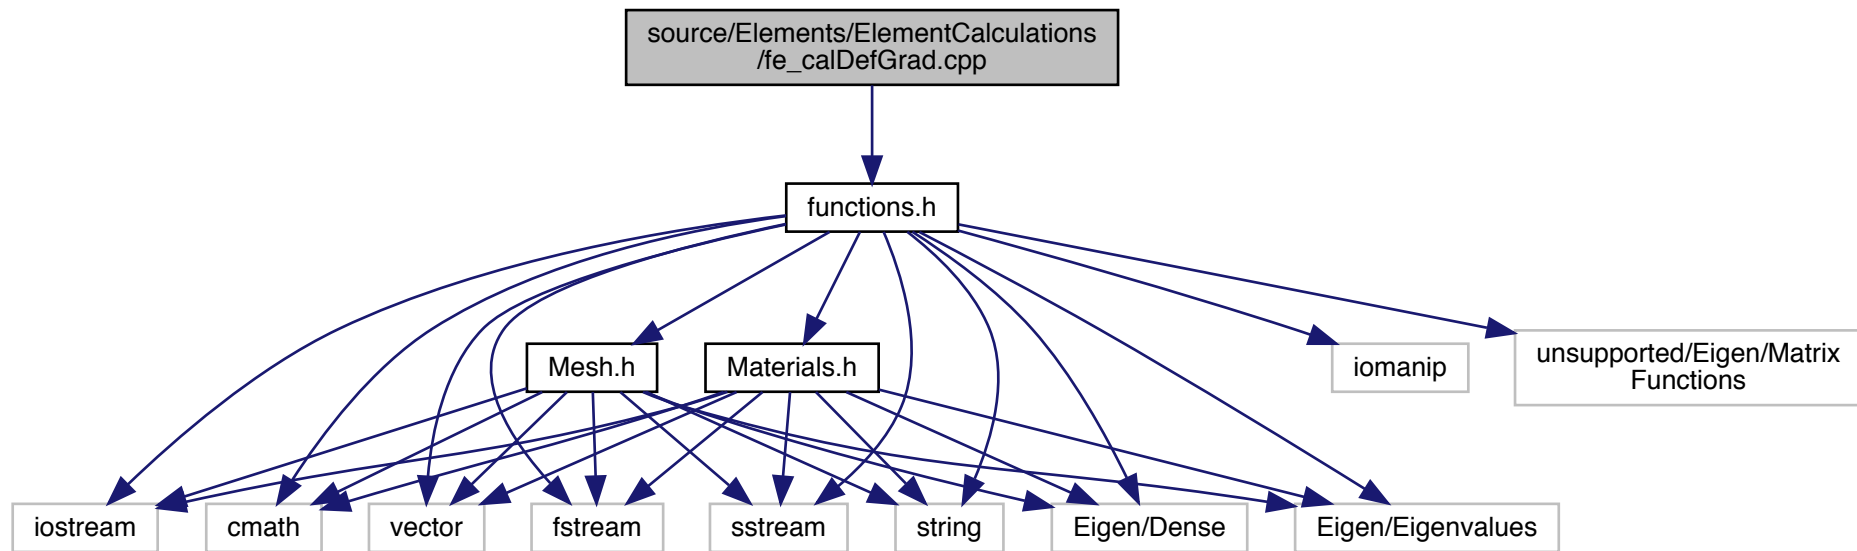 source/Elements/ElementCalculations
/fe_calDefGrad.cpp
functions.h
Mesh.h
Materials.h
iomanip
unsupported/Eigen/Matrix
Functions
iostream
cmath
vector
fstream
sstream
string
Eigen/Dense
Eigen/Eigenvalues